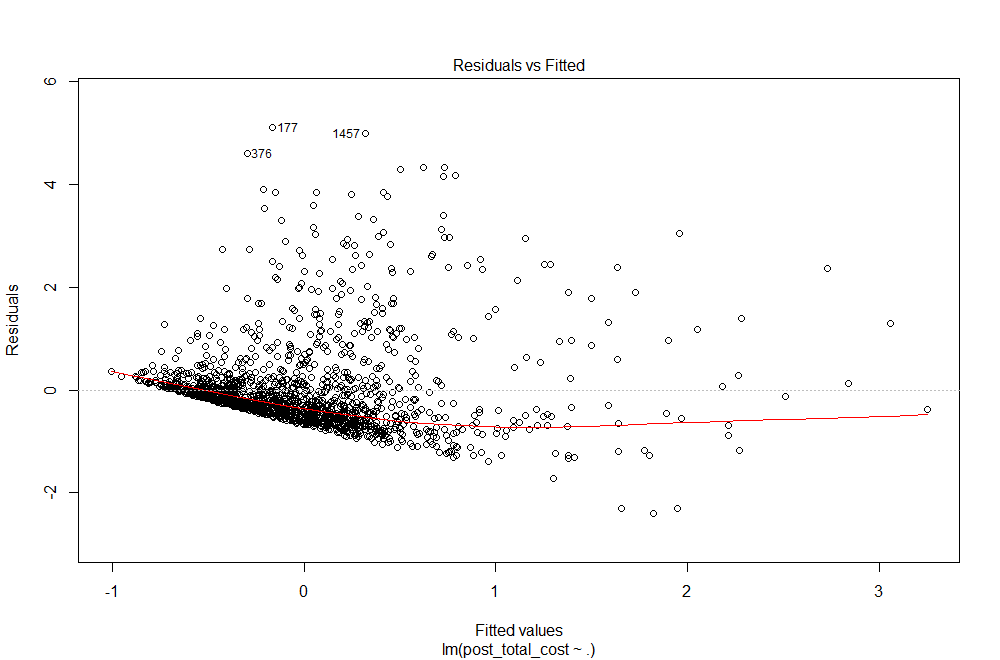 Residuals vs Fitted
6
177
1457
376
4
2
0
-2
Residuals
-1 0 1 2 3
Fitted values
lm(post_total_cost ~ .)